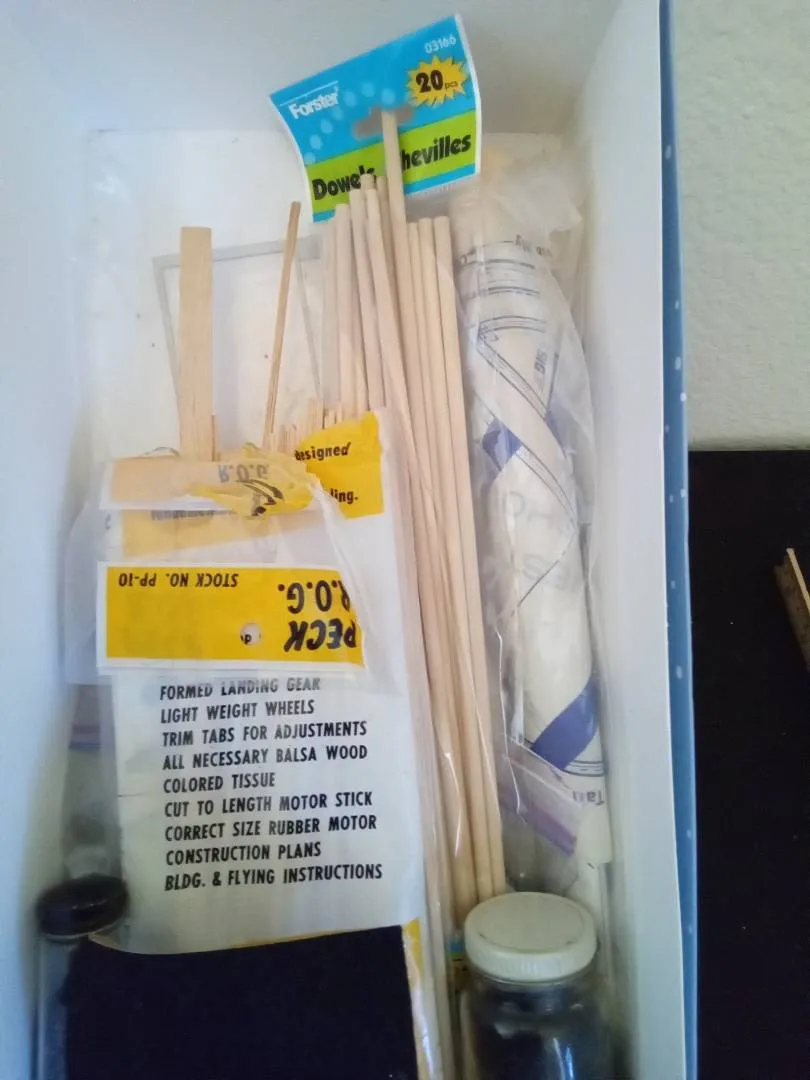 03166
Forster
20 pcs
Dowels
hevilles
designed
ling.
R.O.G.
STOCK NO. PP-10
R.O.G.
PECK
FORMED LANDING GEAR
LIGHT WEIGHT WHEELS
TRIM TABS FOR ADJUSTMENTS
ALL NECESSARY BALSA WOOD
COLORED TISSUE
CUT TO LENGTH MOTOR STICK
CORRECT SIZE RUBBER MOTOR
CONSTRUCTION PLANS
BLDG. & FLYING INSTRUCTIONS